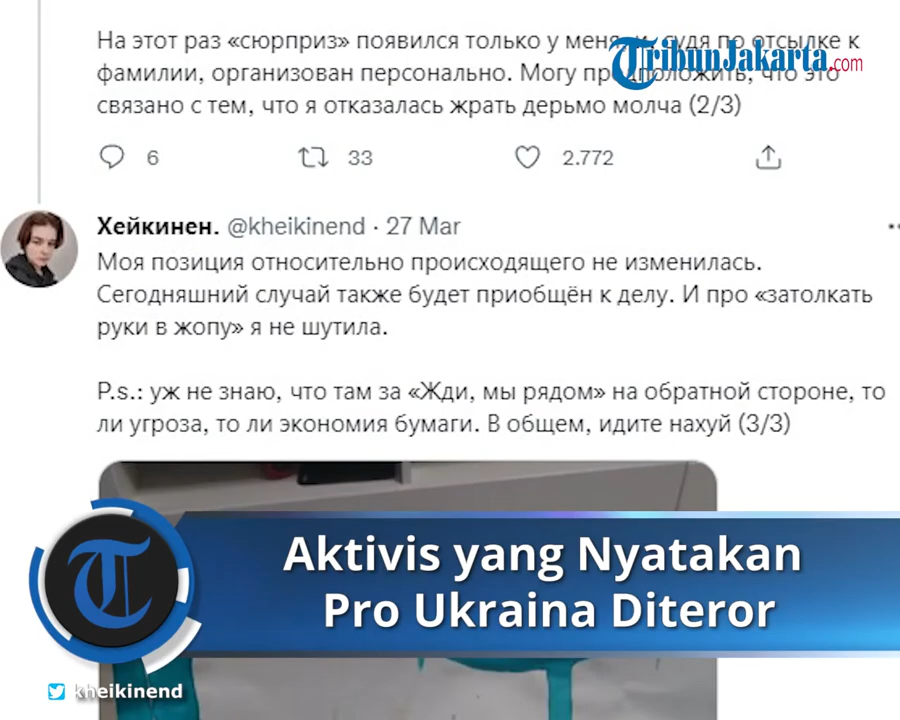 На этот раз «сюрприз» появился только у меня и, судя по отсылке к
TribunJakarta.com
фамилии, организован персонально. Могу предположить, что это
связано с тем, что я отказалась жрать дерьмо молча (2/3)
6 33 2.772
Хейкинен. @kheikinend · 27 Mar
Моя позиция относительно происходящего не изменилась.
Сегодняшний случай также будет приобщён к делу. И про «затолкать
руки в жопу» я не шутила.
P.s.: уж не знаю, что там за «Жди, мы рядом» на обратной стороне, то
ли угроза, то ли экономия бумаги. В общем, идите нахуй (3/3)
Aktivis yang Nyatakan
Pro Ukraina Diteror
T
kheikinend